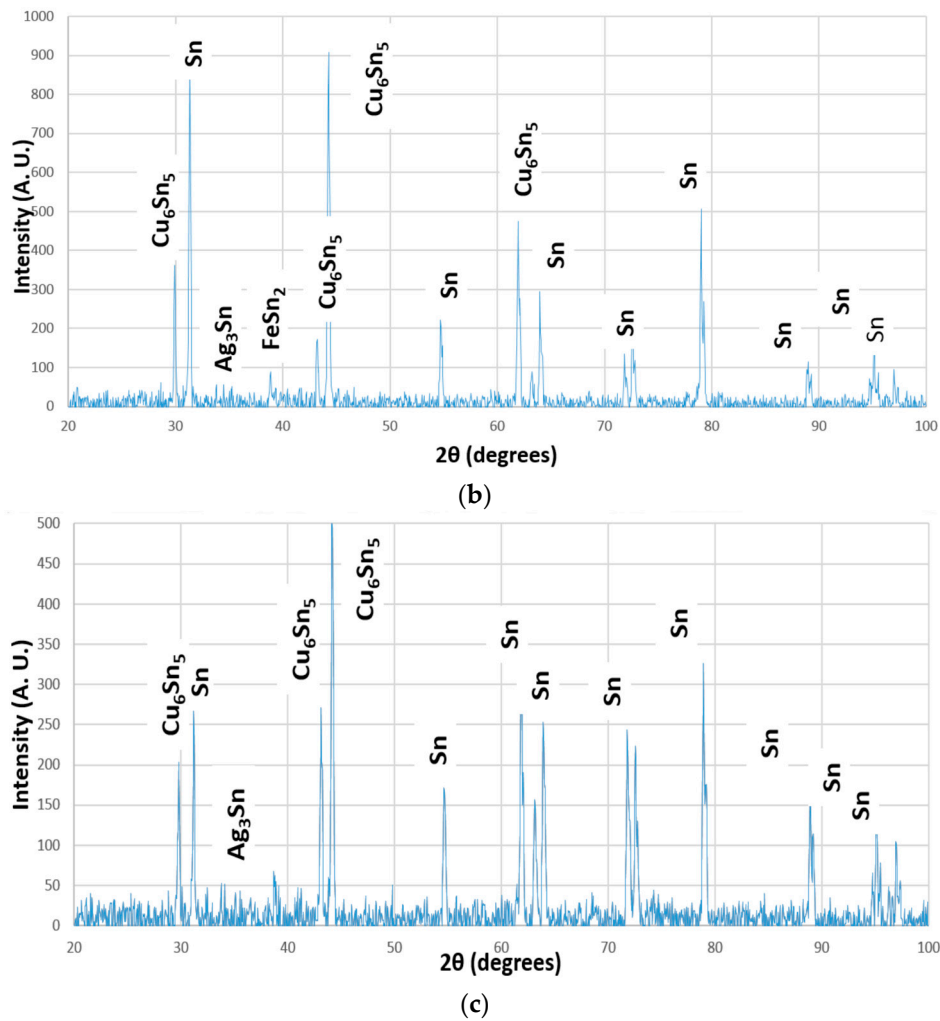 1000
900
800
700
600
500
400
300
200
100
0
Intensity (A. U.)
Cu₆Sn₅
Sn
Ag₃Sn
FeSn₂
Cu₆Sn₅
Cu₆Sn₅
Sn
Cu₆Sn₅
Sn
Sn
Sn
Sn
Sn
Sn
20 30 40 50 60 70 80 90 100
2θ (degrees)
(b)
500
450
400
350
300
250
200
150
100
50
0
Intensity (A. U.)
Cu₆Sn₅
Sn
Ag₃Sn
Cu₆Sn₅
Cu₆Sn₅
Sn
Sn
Sn
Sn
Sn
Sn
Sn
Sn
20 30 40 50 60 70 80 90 100
2θ (degrees)
(c)